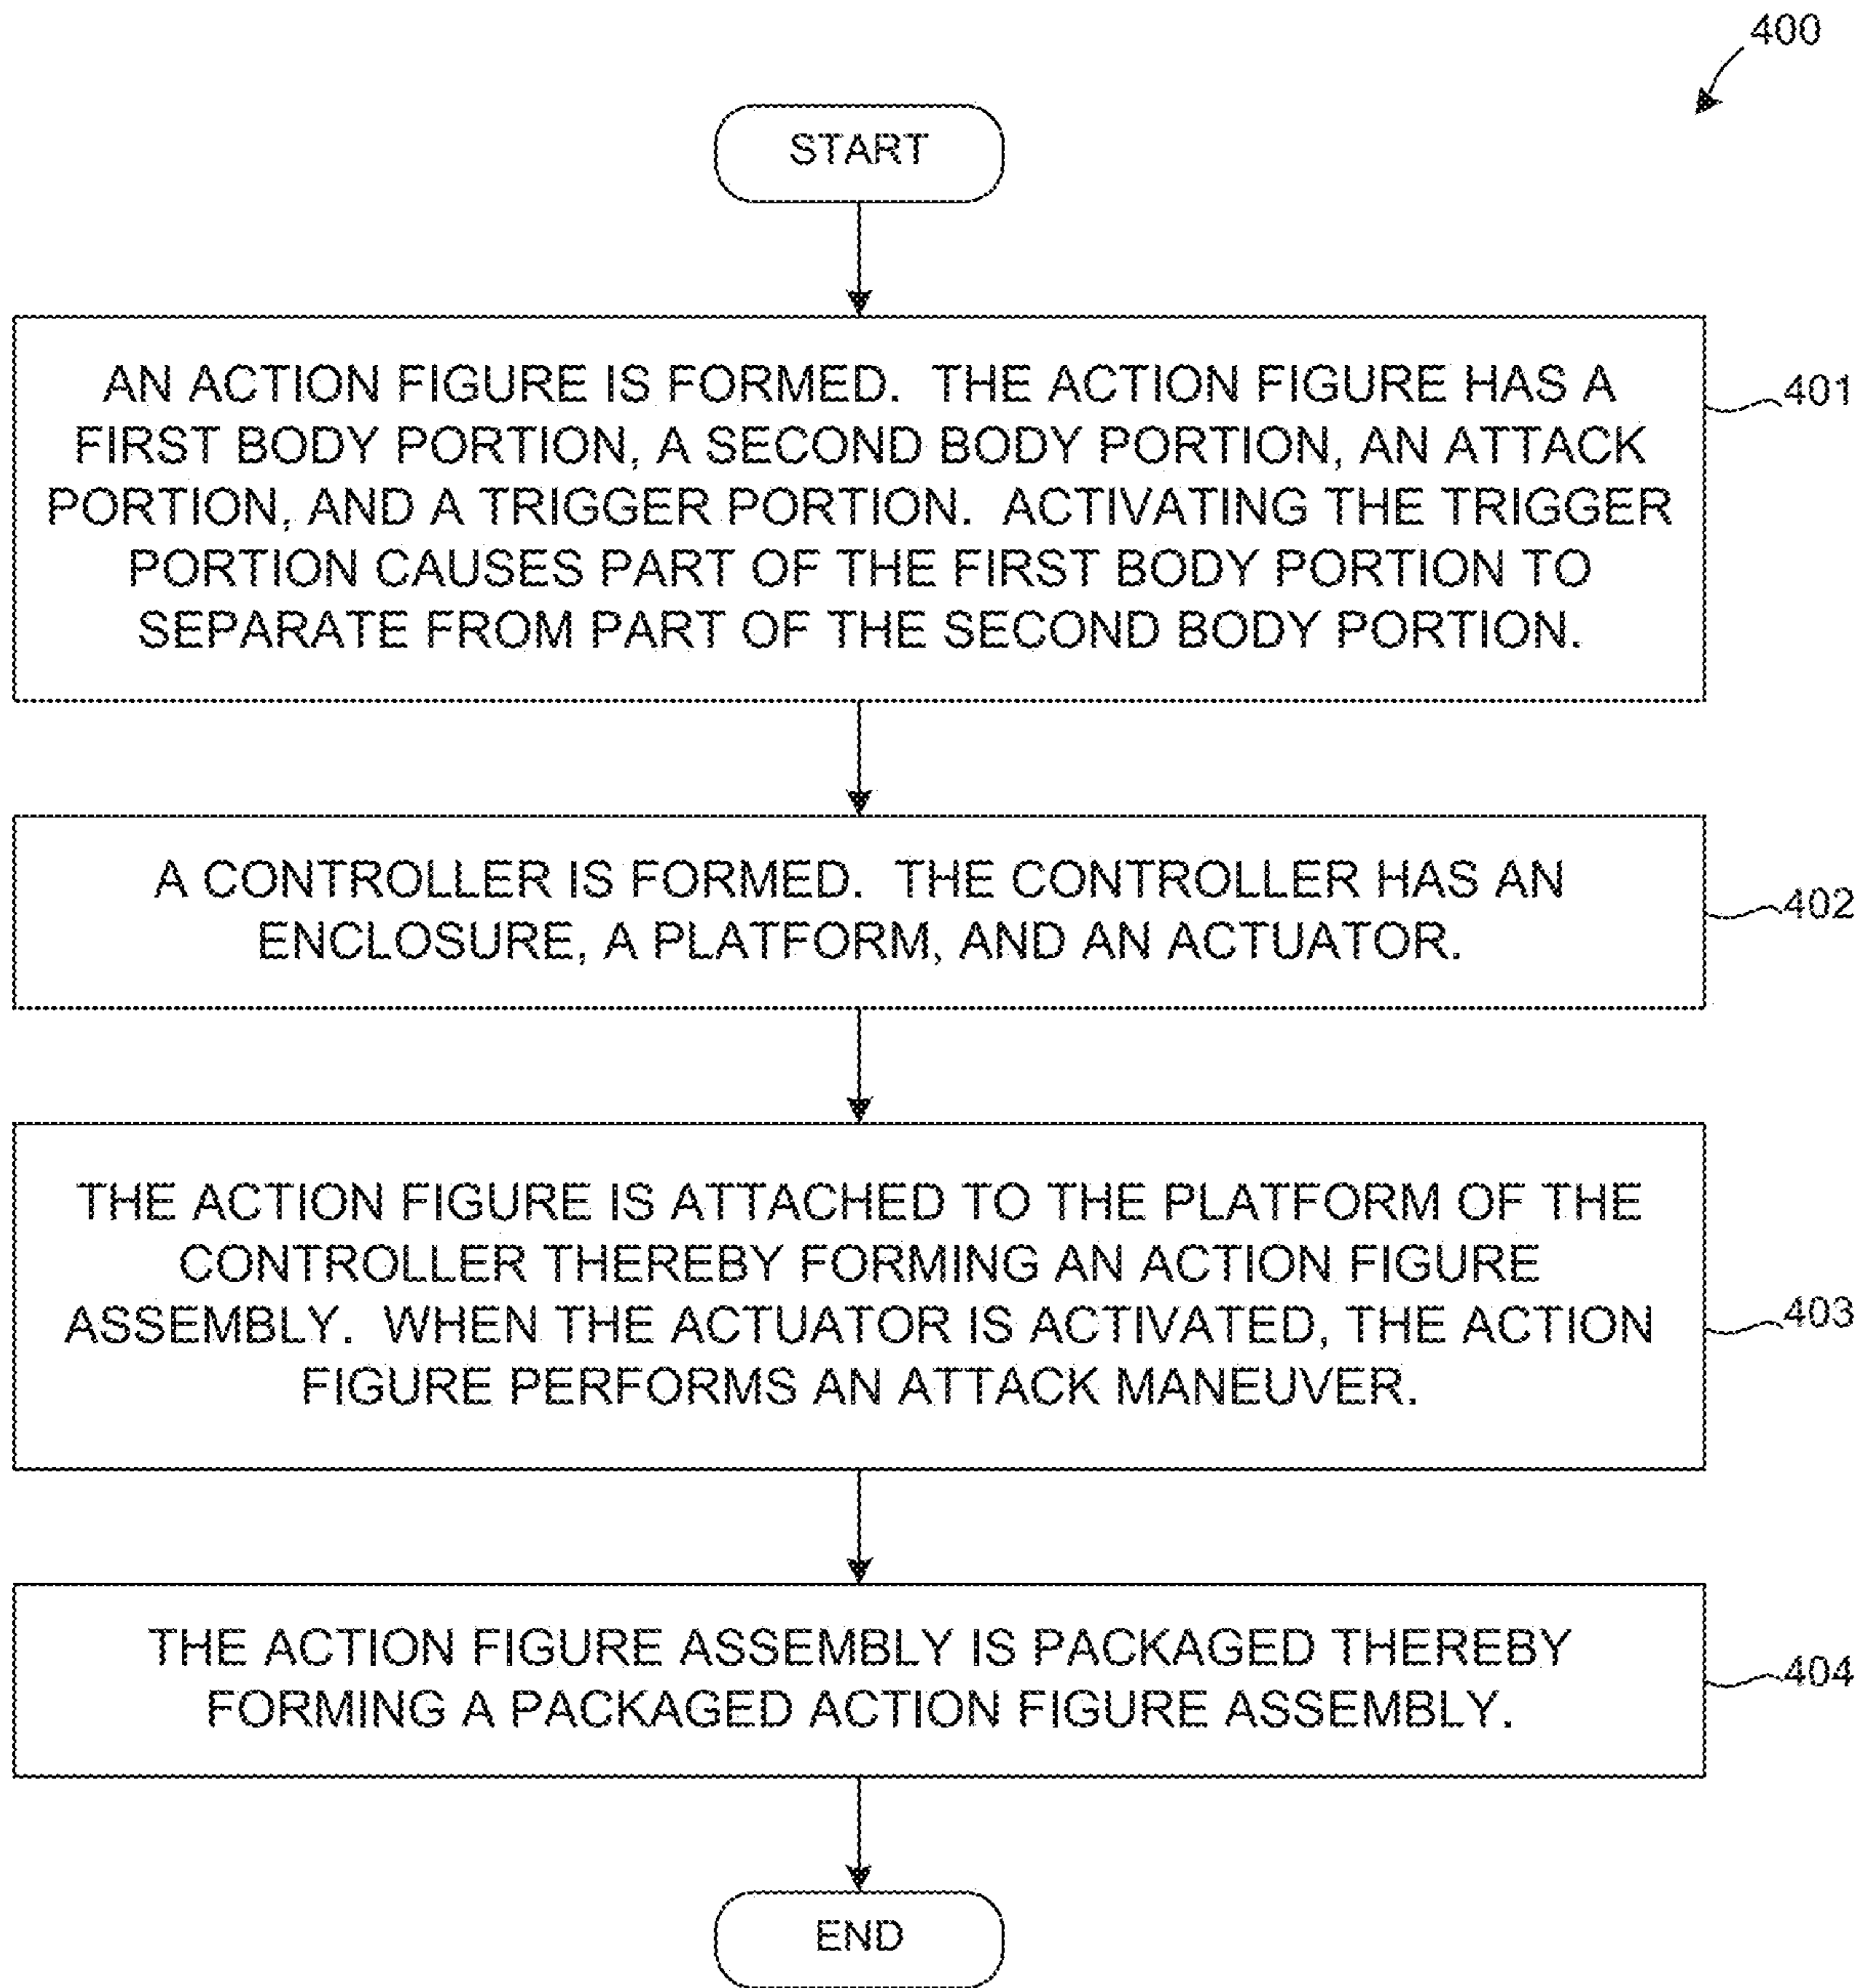 400
START
AN ACTION FIGURE IS FORMED. THE ACTION FIGURE HAS A
FIRST BODY PORTION, A SECOND BODY PORTION, AN ATTACK
PORTION, AND A TRIGGER PORTION. ACTIVATING THE TRIGGER
PORTION CAUSES PART OF THE FIRST BODY PORTION TO
SEPARATE FROM PART OF THE SECOND BODY PORTION.
401
A CONTROLLER IS FORMED. THE CONTROLLER HAS AN
ENCLOSURE, A PLATFORM, AND AN ACTUATOR.
402
THE ACTION FIGURE IS ATTACHED TO THE PLATFORM OF THE
CONTROLLER THEREBY FORMING AN ACTION FIGURE
ASSEMBLY. WHEN THE ACTUATOR IS ACTIVATED, THE ACTION
FIGURE PERFORMS AN ATTACK MANEUVER.
403
THE ACTION FIGURE ASSEMBLY IS PACKAGED THEREBY
FORMING A PACKAGED ACTION FIGURE ASSEMBLY.
404
END